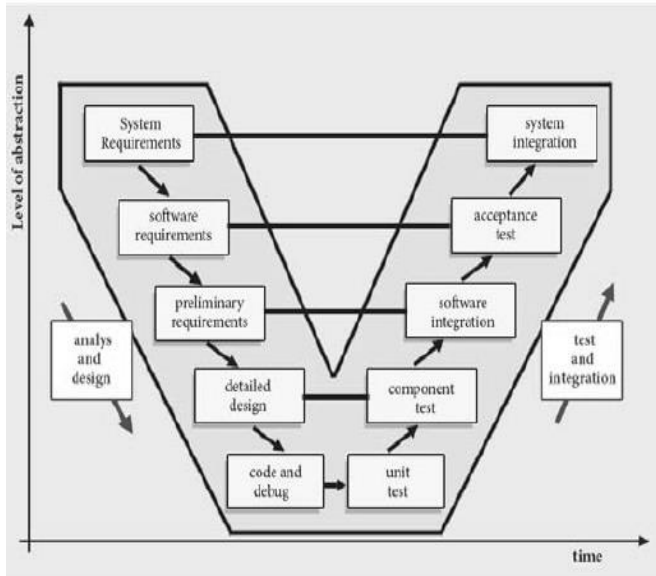 Level of abstraction
System
Requirements
system
integration
software
requirements
acceptance
test
preliminary
requirements
software
integration
analys
and
design
test
and
integration
detailed
design
component
test
code and
debug
unit
test
time